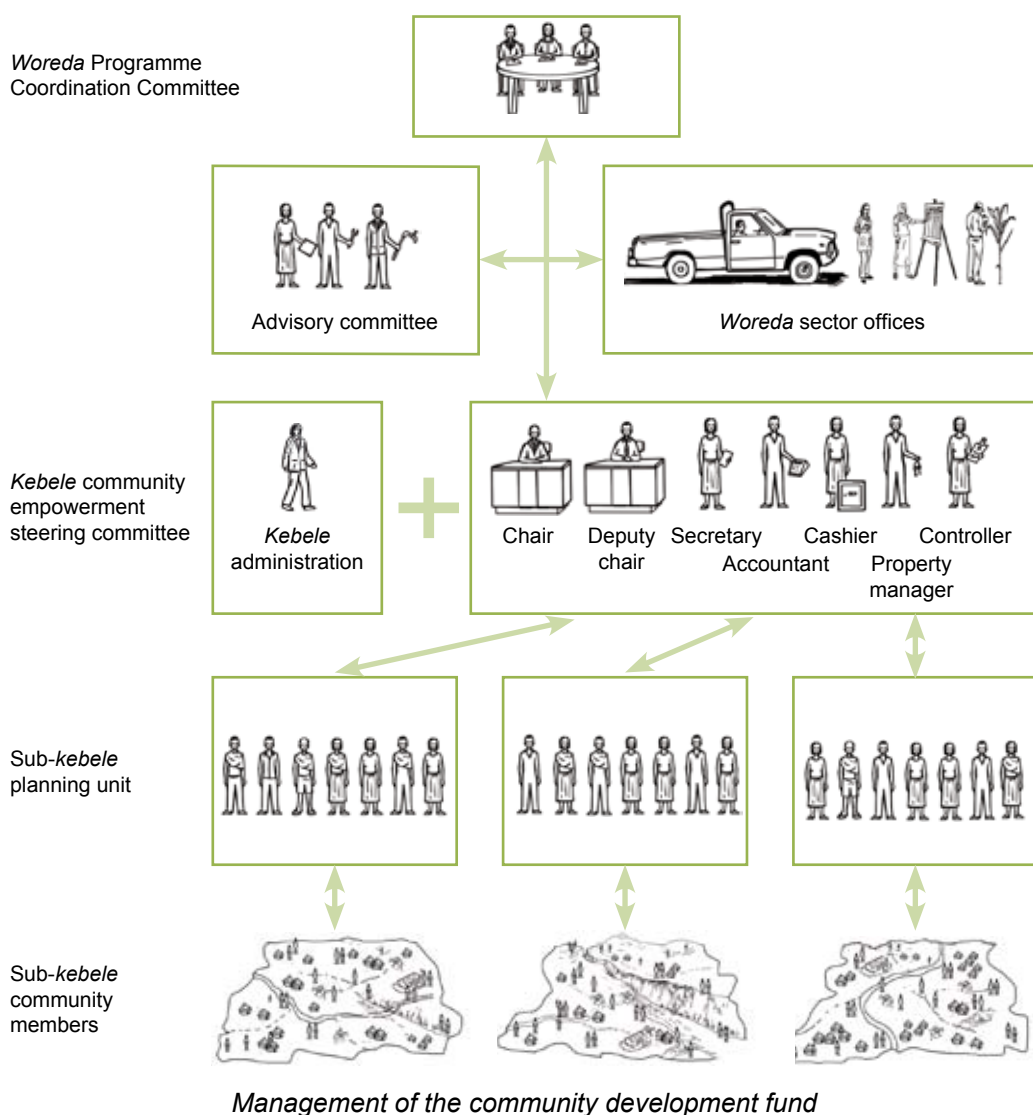 Woreda Programme
Coordination Committee
Advisory committee
Woreda sector offices
Kebele community
empowerment
steering committee
Kebele
administration
Chair
Deputy
chair
Secretary
Accountant
Cashier
Property
manager
Controller
Sub-kebele
planning unit
Sub-kebele
community
members
Management of the community development fund